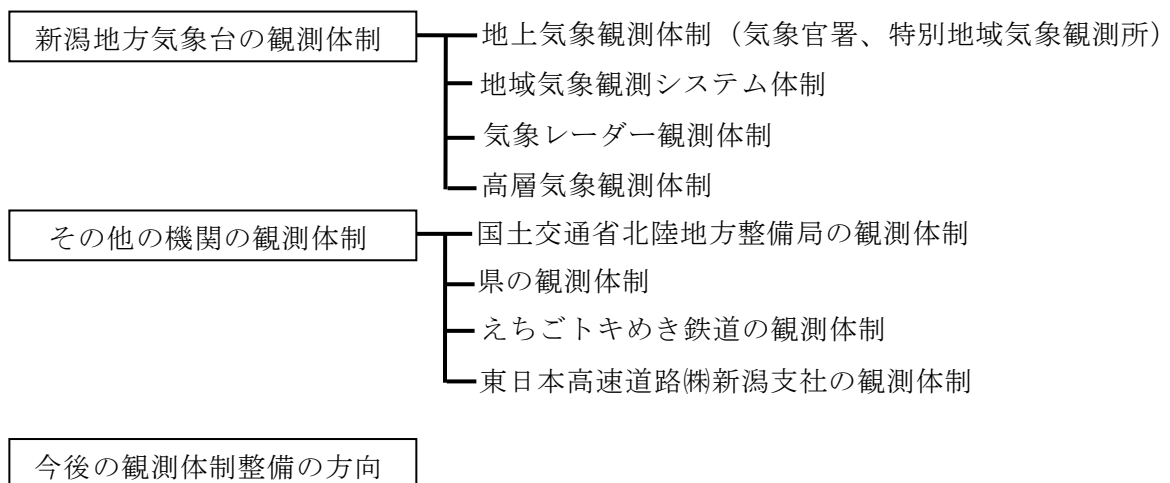 新潟地方気象台の観測体制
地上気象観測体制（気象官署、特別地域気象観測所）
地域気象観測システム体制
気象レーダー観測体制
高層気象観測体制
その他の機関の観測体制
国土交通省北陸地方整備局の観測体制
県の観測体制
えちごトキめき鉄道の観測体制
東日本高速道路㈱新潟支社の観測体制
今後の観測体制整備の方向